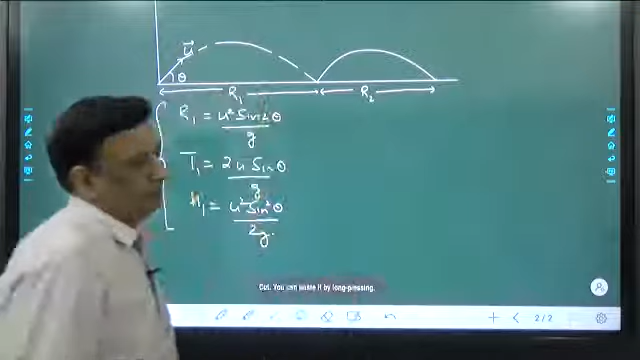 u⃗
θ
R₁ R₂
R₁ = u² Sin2θ / g
T₁ = 2u Sinθ / g
H₁ = u² Sin²θ / 2g
Cut. You can paste it by long-pressing.
2/2